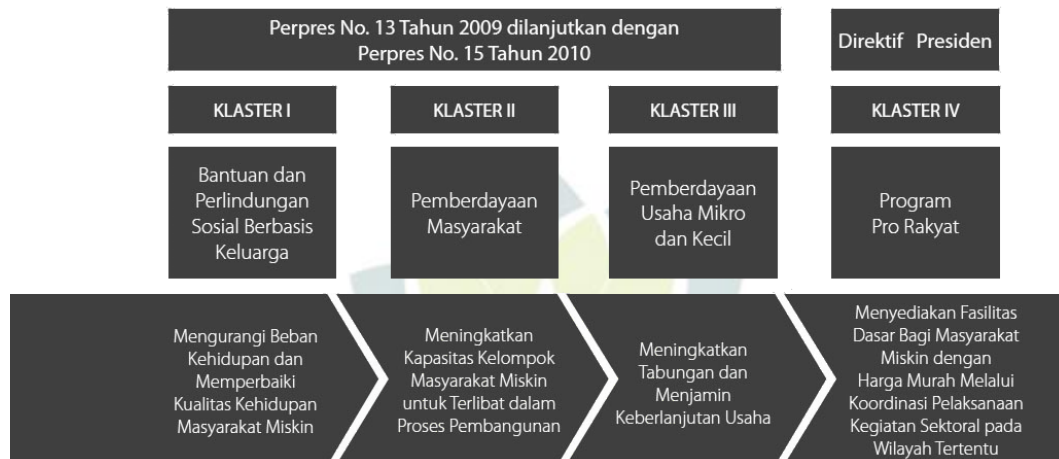 Perpres No. 13 Tahun 2009 dilanjutkan dengan
Perpres No. 15 Tahun 2010
Direktif Presiden
KLASTER I
KLASTER II
KLASTER III
KLASTER IV
Bantuan dan
Perlindungan
Sosial Berbasis
Keluarga
Pemberdayaan
Masyarakat
Pemberdayaan
Usaha Mikro
dan Kecil
Program
Pro Rakyat
Mengurangi Beban
Kehidupan dan
Memperbaiki
Kualitas Kehidupan
Masyarakat Miskin
Meningkatkan
Kapasitas Kelompok
Masyarakat Miskin
untuk Terlibat dalam
Proses Pembangunan
Meningkatkan
Tabungan dan
Menjamin
Keberlanjutan Usaha
Menyediakan Fasilitas
Dasar Bagi Masyarakat
Miskin dengan
Harga Murah Melalui
Koordinasi Pelaksanaan
Kegiatan Sektoral pada
Wilayah Tertentu